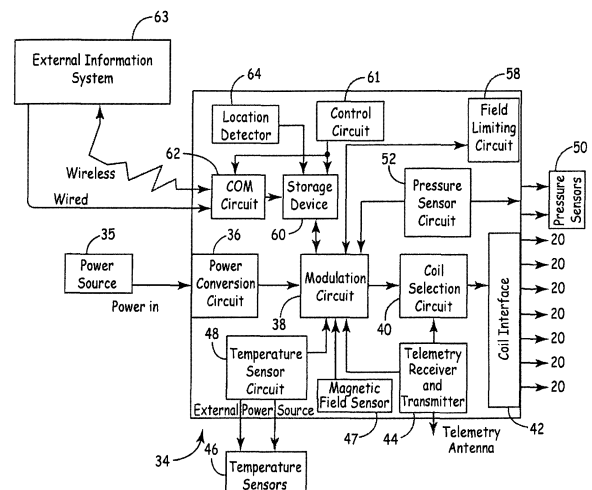 63
External Information
System
64
Location
Detector
61
Control
Circuit
58
Field
Limiting
Circuit
62
COM
Circuit
Storage
Device
60
52
Pressure
Sensor
Circuit
50
Pressure
Sensors
Wireless
Wired
35
Power
Source
Power in
36
Power
Conversion
Circuit
Modulation
Circuit
38
Coil
Selection
Circuit
40
Coil Interface
42
20
20
20
20
20
20
20
48
Temperature
Sensor
Circuit
Magnetic
Field Sensor
47
Telemetry
Receiver
and
Transmitter
44
External Power Source
34
46
Temperature
Sensors
Telemetry
Antenna